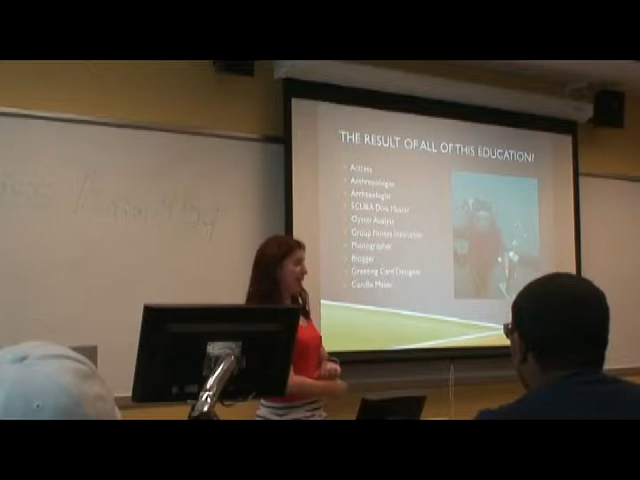 THE RESULT OF ALL OF THIS EDUCATION!
Actress
Anthropologist
Archaeologist
SCUBA Dive Master
Oyster Analyst
Group Fitness Instructor
Photographer
Blogger
Greeting Card Designer
Candle Maker